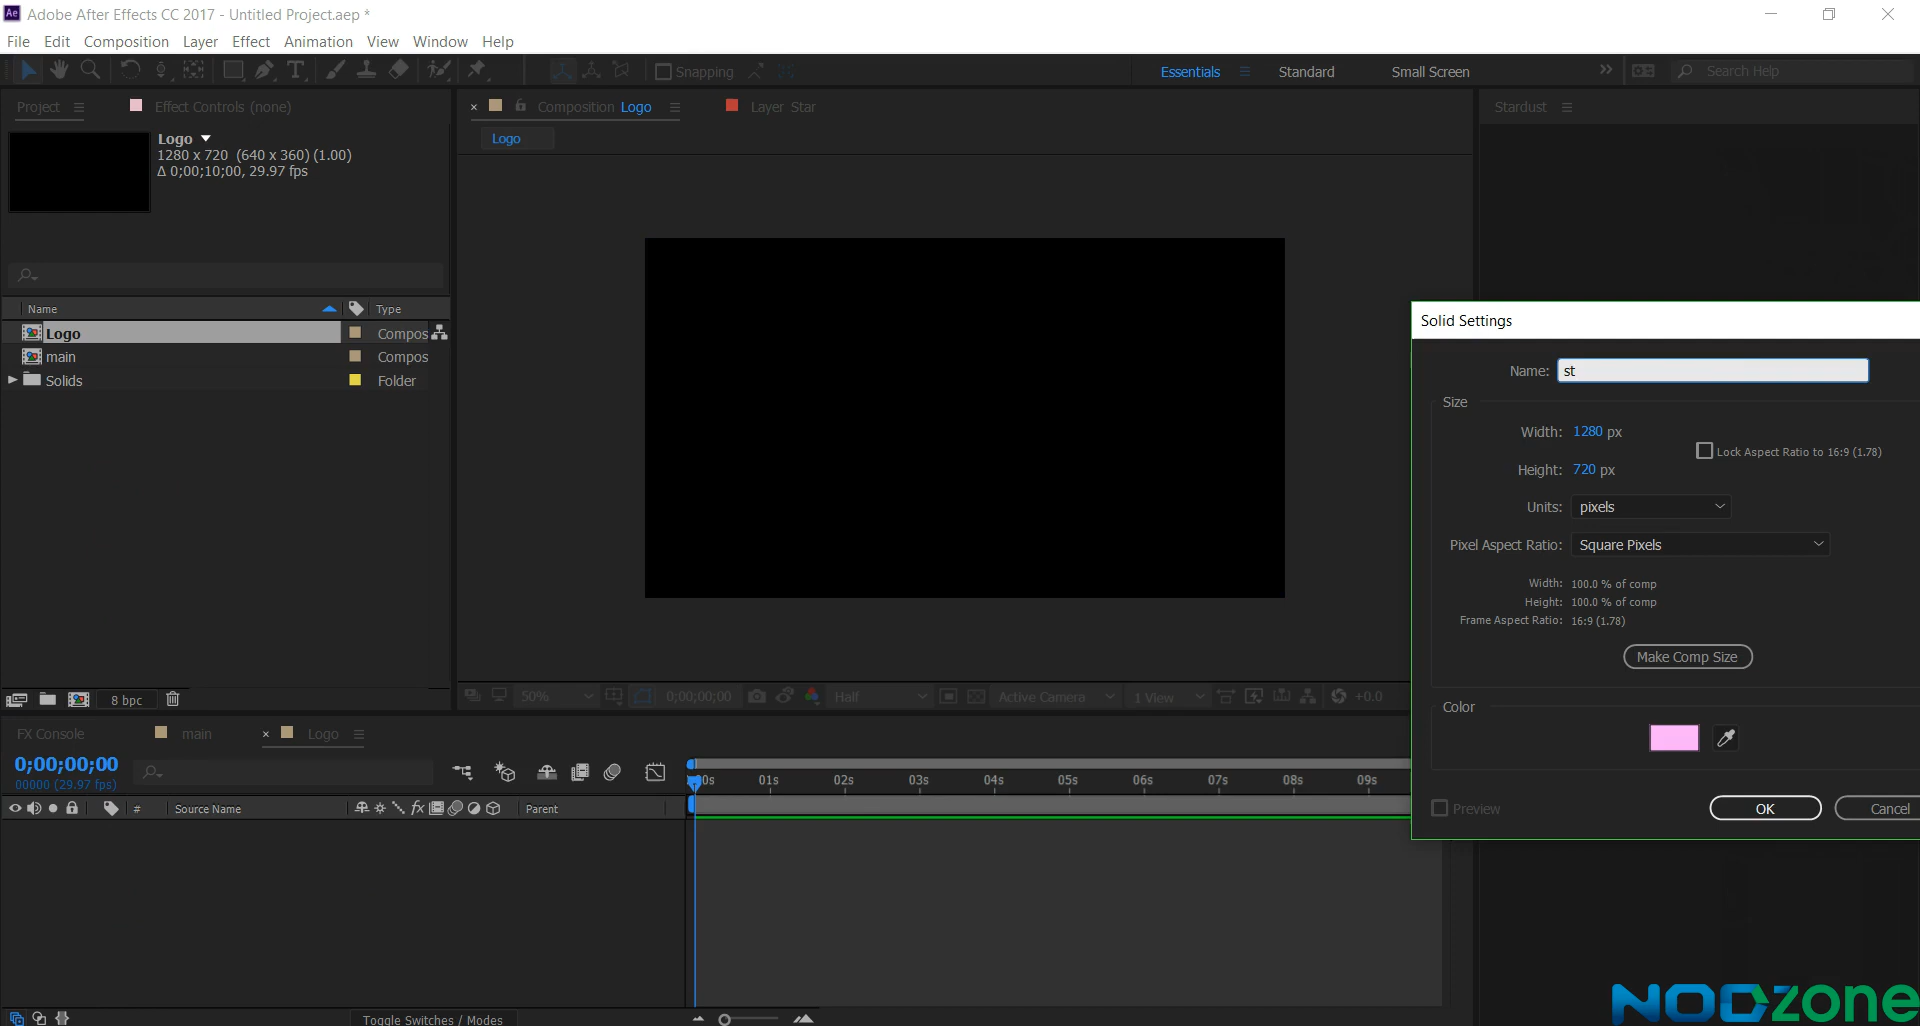 Adobe After Effects CC 2017 - Untitled Project.aep *
File Edit Composition Layer Effect Animation View Window Help
Snapping Essentials Standard Small Screen Search Help
Project Effect Controls (none) Composition Logo Layer Star Stardust
Logo
Logo
1280 x 720 (640 x 360) (1.00)
Δ 0;00;10;00, 29.97 fps
Name Type
Logo Compos
main Compos
Solids Folder
8 bpc
50% 0;00;00;00 Half Active Camera 1 View +0.0
Solid Settings
Name: st
Size
Width: 1280 px
Lock Aspect Ratio to 16:9 (1.78)
Height: 720 px
Units: pixels
Pixel Aspect Ratio: Square Pixels
Width: 100.0 % of comp
Height: 100.0 % of comp
Frame Aspect Ratio: 16:9 (1.78)
Make Comp Size
Color
Preview OK Cancel
FX Console main Logo
0;00;00;00
00000 (29.97 fps)
00s 01s 02s 03s 04s 05s 06s 07s 08s 09s
# Source Name Parent
Toggle Switches / Modes
NODzone